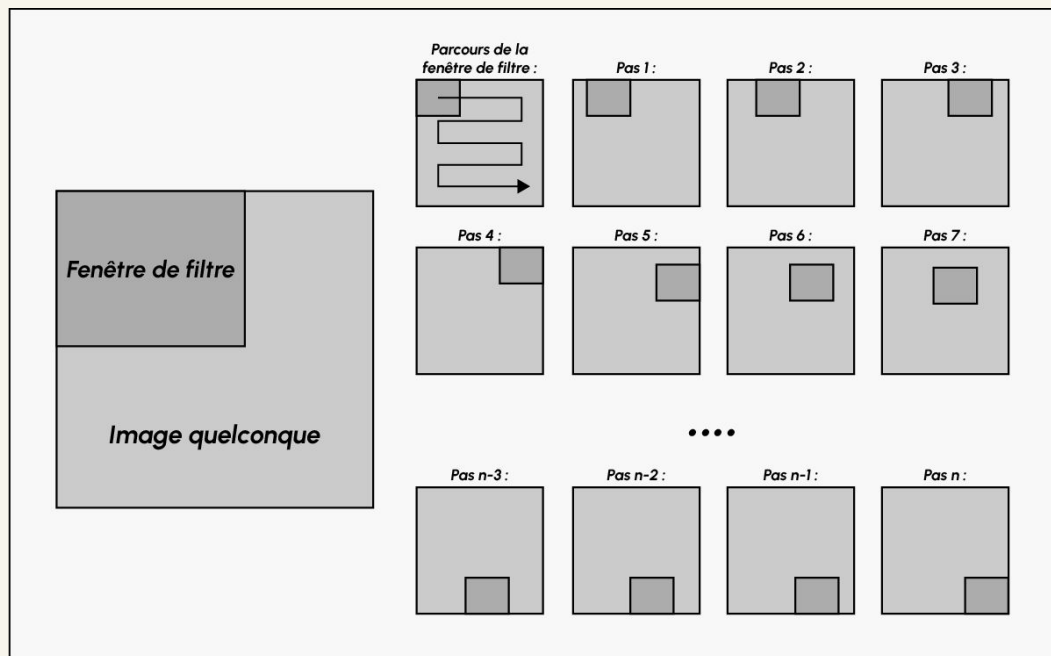 Parcours de la
fenêtre de filtre :
Pas 1 :
Pas 2 :
Pas 3 :
Fenêtre de filtre
Image quelconque
Pas 4 :
Pas 5 :
Pas 6 :
Pas 7 :
••••
Pas n-3 :
Pas n-2 :
Pas n-1 :
Pas n :